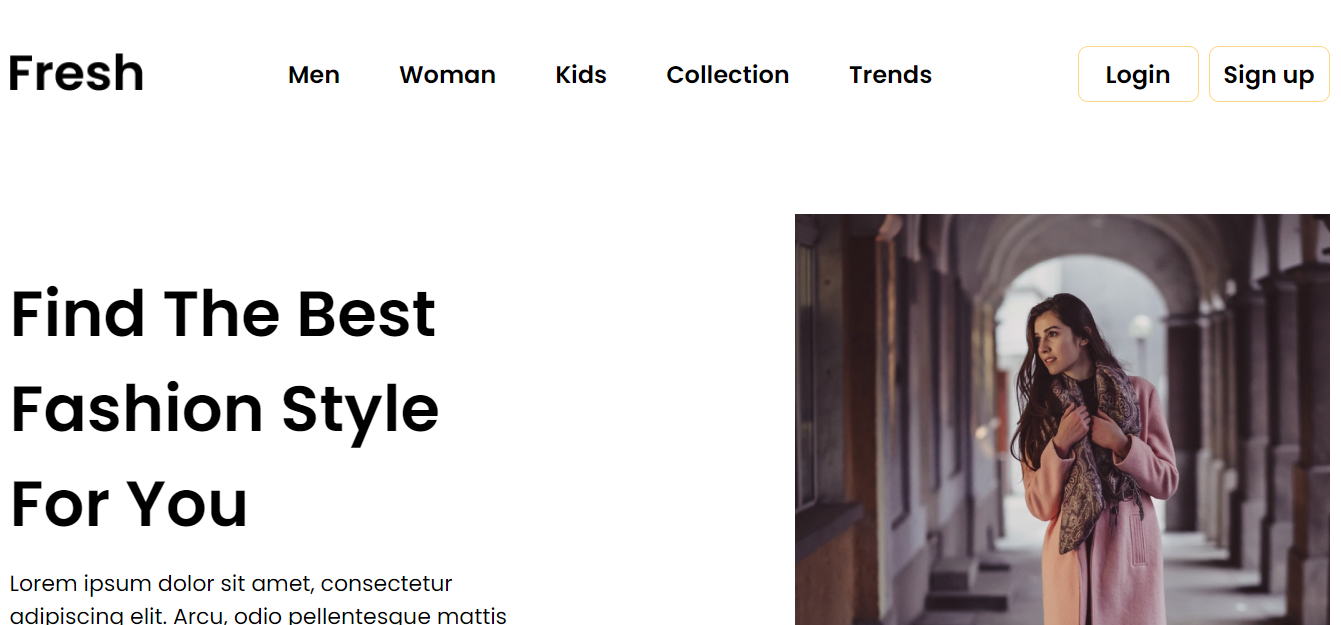 Fresh Men Woman Kids Collection Trends Login Sign up
Find The Best
Fashion Style
For You
Lorem ipsum dolor sit amet, consectetur
adipiscing elit. Arcu, odio pellentesque mattis